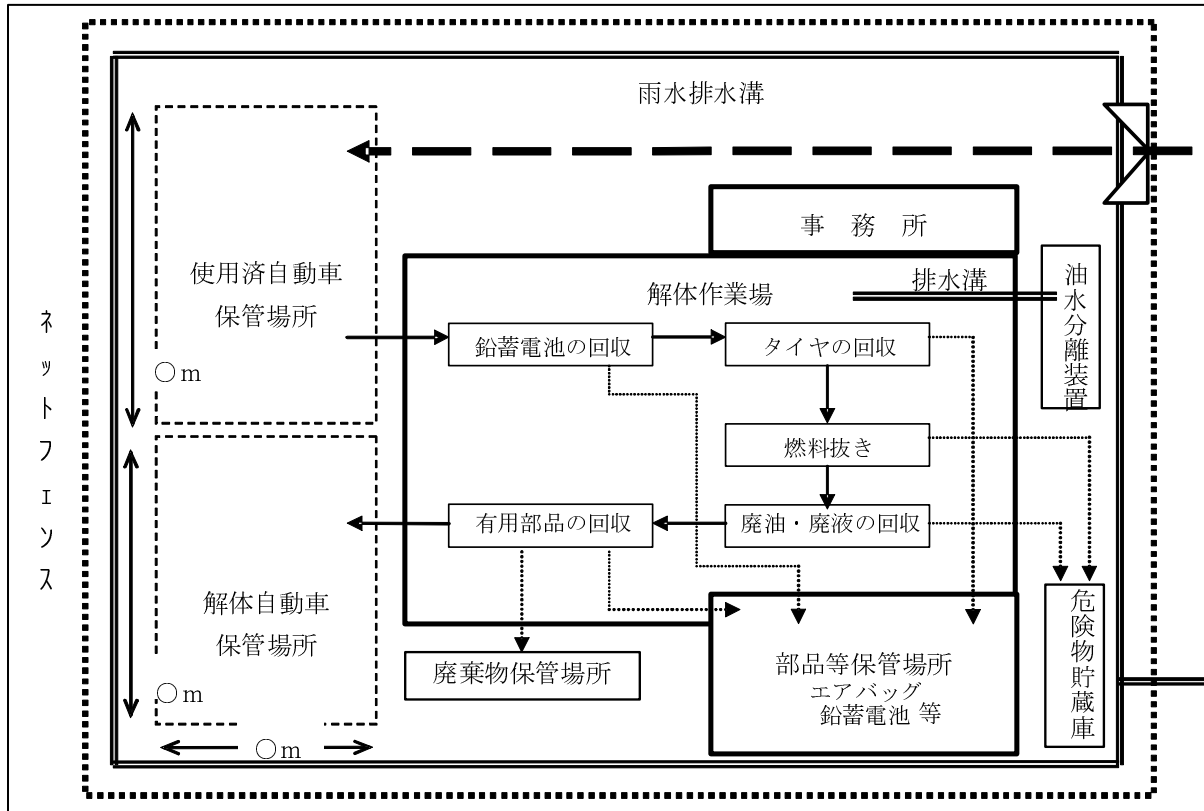 雨水排水溝
事　務　所
使用済自動車
保管場所
○m
解体作業場
排水溝
油水分離装置
鉛蓄電池の回収
タイヤの回収
燃料抜き
有用部品の回収
廃油・廃液の回収
ネットフェンス
解体自動車
保管場所
○m
○m
廃棄物保管場所
部品等保管場所
エアバッグ
鉛蓄電池 等
危険物貯蔵庫